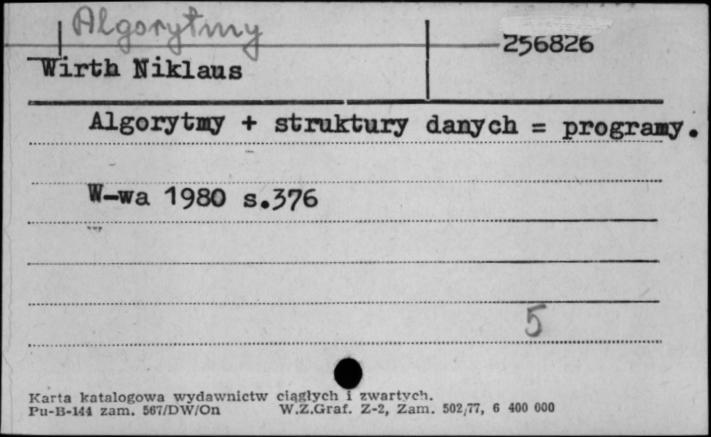 Algorytmy
256826
Wirth Niklaus
Algorytmy + struktury danych = programy.
W-wa 1980 s.376
5
Karta katalogowa wydawnictw ciągłych i zwartych.
Pu-B-144 zam. 567/DW/On W.Z.Graf. Z-2, Zam. 502/77, 6 400 000